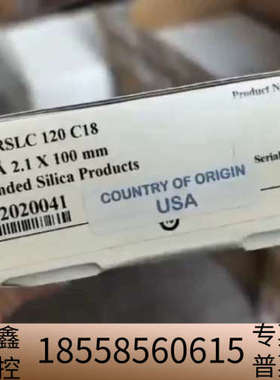 Product N
RSLC 120 C18
Å 2.1 X 100 mm
nded Silica Products
Serial
2020041
COUNTRY OF ORIGIN
USA
鑫
控
18558560615
专
普